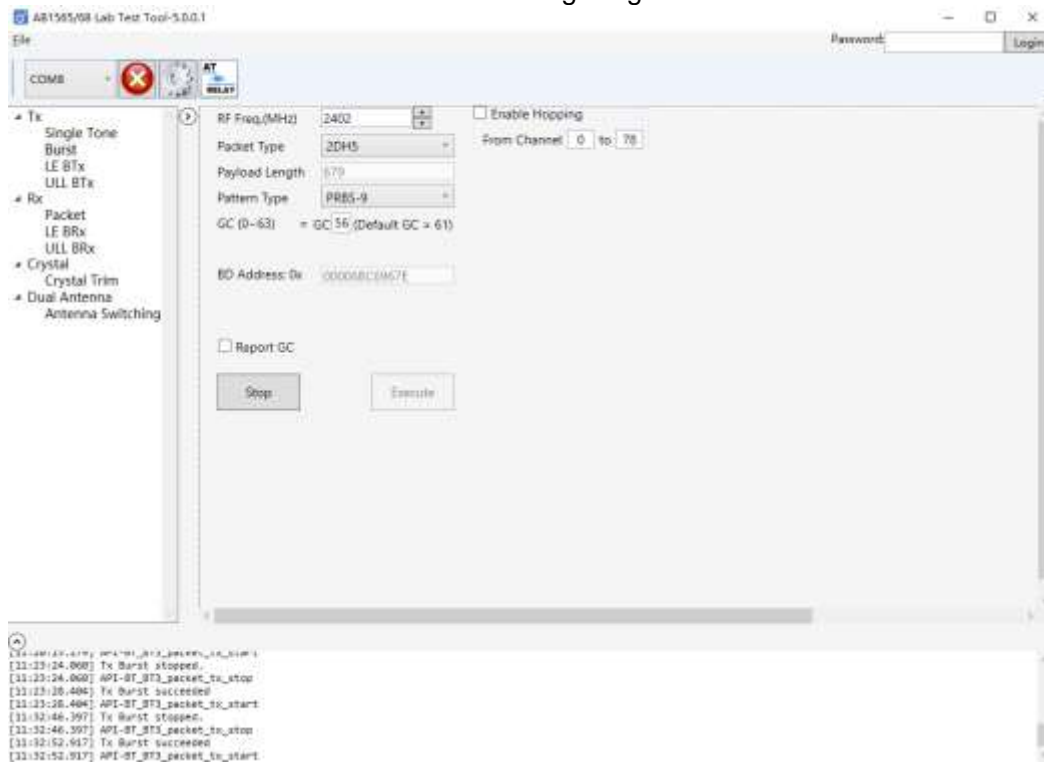 AB1565/68 Lab Test Tool-5.0.0.1
File
Password:
Login
COM8
AT
RELAY
Tx
Single Tone
Burst
LE BTx
ULL BTx
Rx
Packet
LE BRx
ULL BRx
Crystal
Crystal Trim
Dual Antenna
Antenna Switching
RF Freq.(MHz) 2402
Packet Type 2DH5
Payload Length 679
Pattern Type PRBS-9
GC (0~63) = GC 56 (Default GC = 61)
BD Address: 0x
Report GC
Stop Execute
Enable Hopping
From Channel 0 to 78
[11:23:24.068] Tx Burst stopped.
[11:23:24.068] API-BT_BT3_packet_tx_stop
[11:23:28.404] Tx Burst succeeded
[11:23:28.404] API-BT_BT3_packet_tx_start
[11:32:46.397] Tx Burst stopped.
[11:32:46.397] API-BT_BT3_packet_tx_stop
[11:32:52.917] Tx Burst succeeded
[11:32:52.917] API-BT_BT3_packet_tx_start